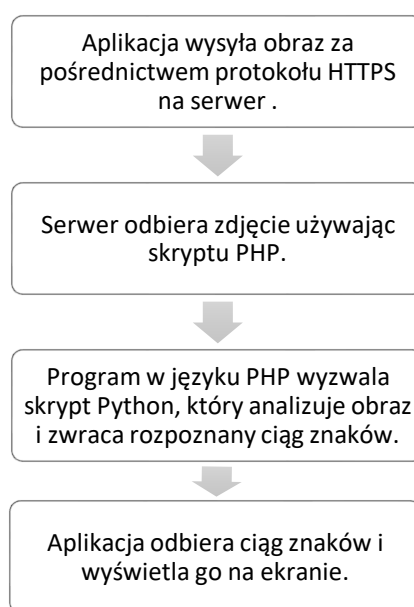 Aplikacja wysyła obraz za
pośrednictwem protokołu HTTPS
na serwer .
Serwer odbiera zdjęcie używając
skryptu PHP.
Program w języku PHP wyzwala
skrypt Python, który analizuje obraz
i zwraca rozpoznany ciąg znaków.
Aplikacja odbiera ciąg znaków i
wyświetla go na ekranie.